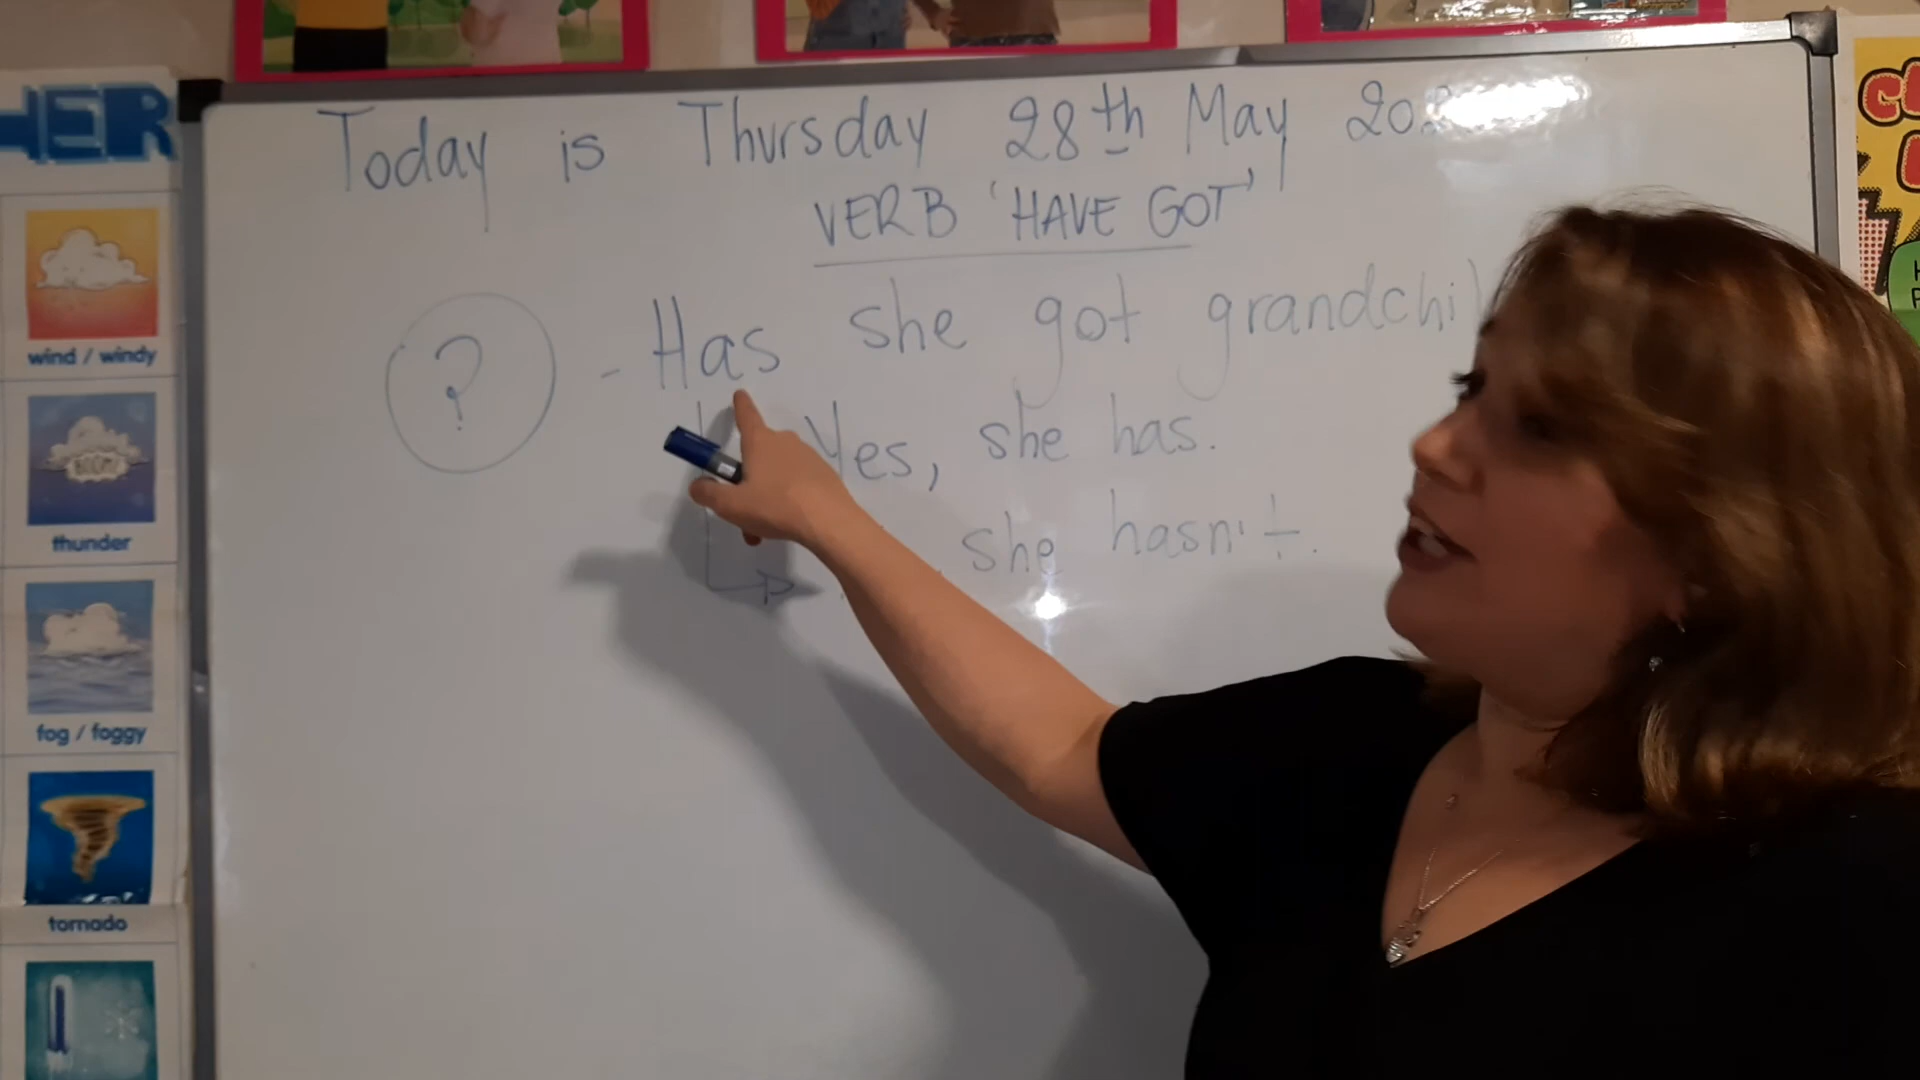 Today is Thursday 28th May
VERB 'HAVE GOT'
? - Has she got
Yes, she has.
she hasn't.
wind / windy
BOOM!
thunder
fog / foggy
tornado